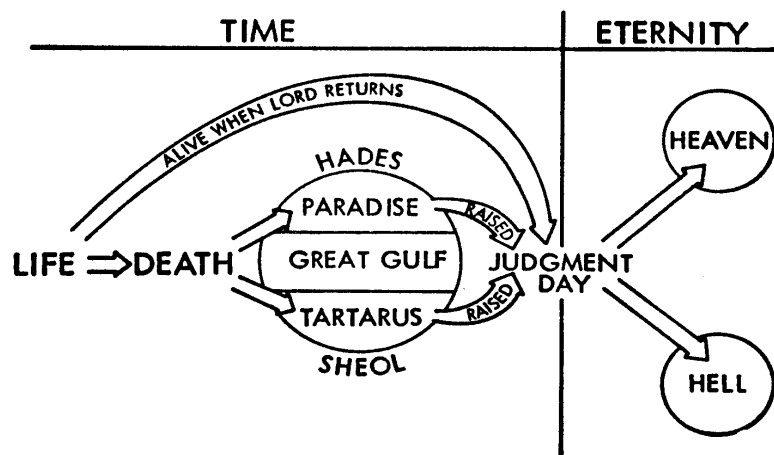 TIME
ETERNITY
ALIVE WHEN LORD RETURNS
HADES
HEAVEN
PARADISE
RAISED
LIFE
DEATH
GREAT GULF
JUDGMENT
DAY
TARTARUS
RAISED
SHEOL
HELL